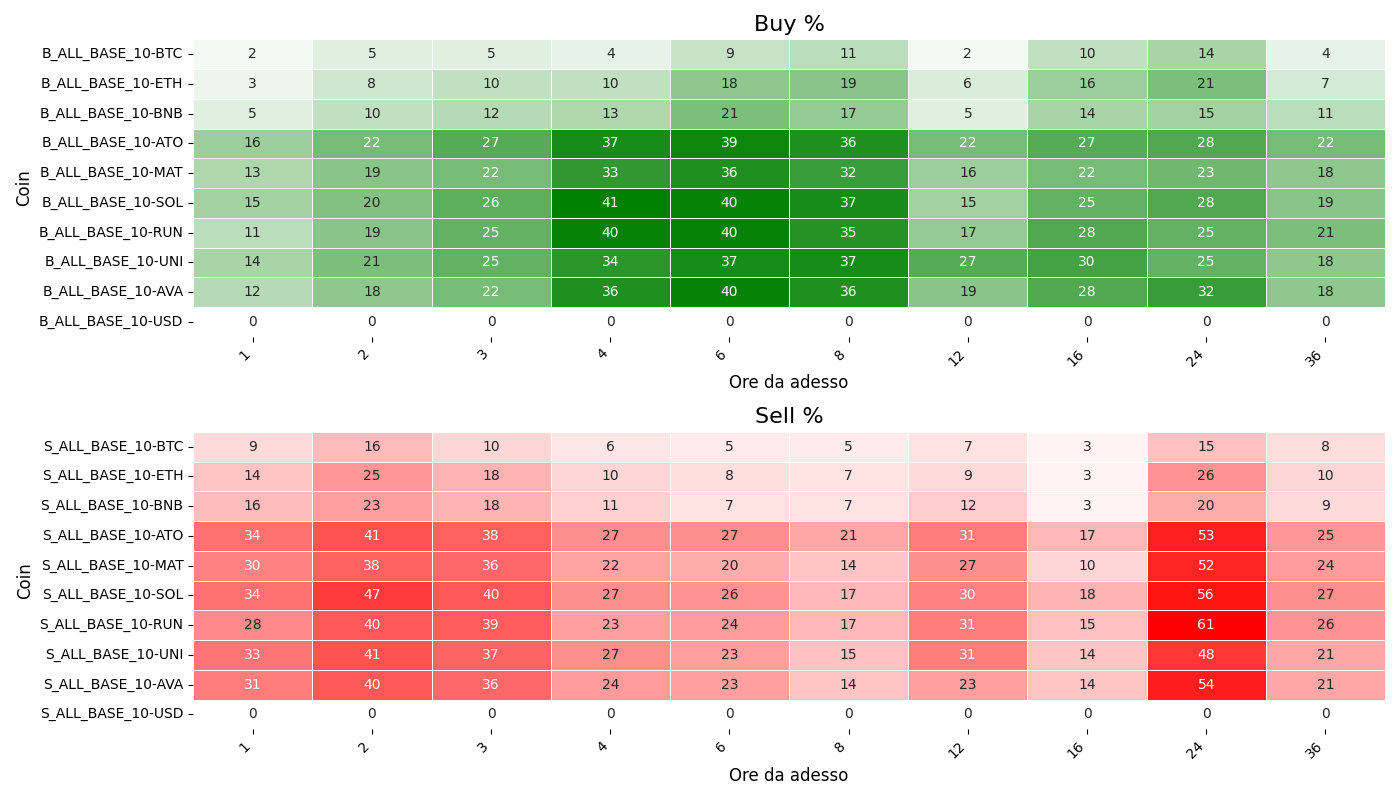 Buy %
Coin
B_ALL_BASE_10-BTC 2 5 5 4 9 11 2 10 14 4
B_ALL_BASE_10-ETH 3 8 10 10 18 19 6 16 21 7
B_ALL_BASE_10-BNB 5 10 12 13 21 17 5 14 15 11
B_ALL_BASE_10-ATO 16 22 27 37 39 36 22 27 28 22
B_ALL_BASE_10-MAT 13 19 22 33 36 32 16 22 23 18
B_ALL_BASE_10-SOL 15 20 26 41 40 37 15 25 28 19
B_ALL_BASE_10-RUN 11 19 25 40 40 35 17 28 25 21
B_ALL_BASE_10-UNI 14 21 25 34 37 37 27 30 25 18
B_ALL_BASE_10-AVA 12 18 22 36 40 36 19 28 32 18
B_ALL_BASE_10-USD 0 0 0 0 0 0 0 0 0 0
1 2 3 4 6 8 12 16 24 36
Ore da adesso
Sell %
Coin
S_ALL_BASE_10-BTC 9 16 10 6 5 5 7 3 15 8
S_ALL_BASE_10-ETH 14 25 18 10 8 7 9 3 26 10
S_ALL_BASE_10-BNB 16 23 18 11 7 7 12 3 20 9
S_ALL_BASE_10-ATO 34 41 38 27 27 21 31 17 53 25
S_ALL_BASE_10-MAT 30 38 36 22 20 14 27 10 52 24
S_ALL_BASE_10-SOL 34 47 40 27 26 17 30 18 56 27
S_ALL_BASE_10-RUN 28 40 39 23 24 17 31 15 61 26
S_ALL_BASE_10-UNI 33 41 37 27 23 15 31 14 48 21
S_ALL_BASE_10-AVA 31 40 36 24 23 14 23 14 54 21
S_ALL_BASE_10-USD 0 0 0 0 0 0 0 0 0 0
1 2 3 4 6 8 12 16 24 36
Ore da adesso